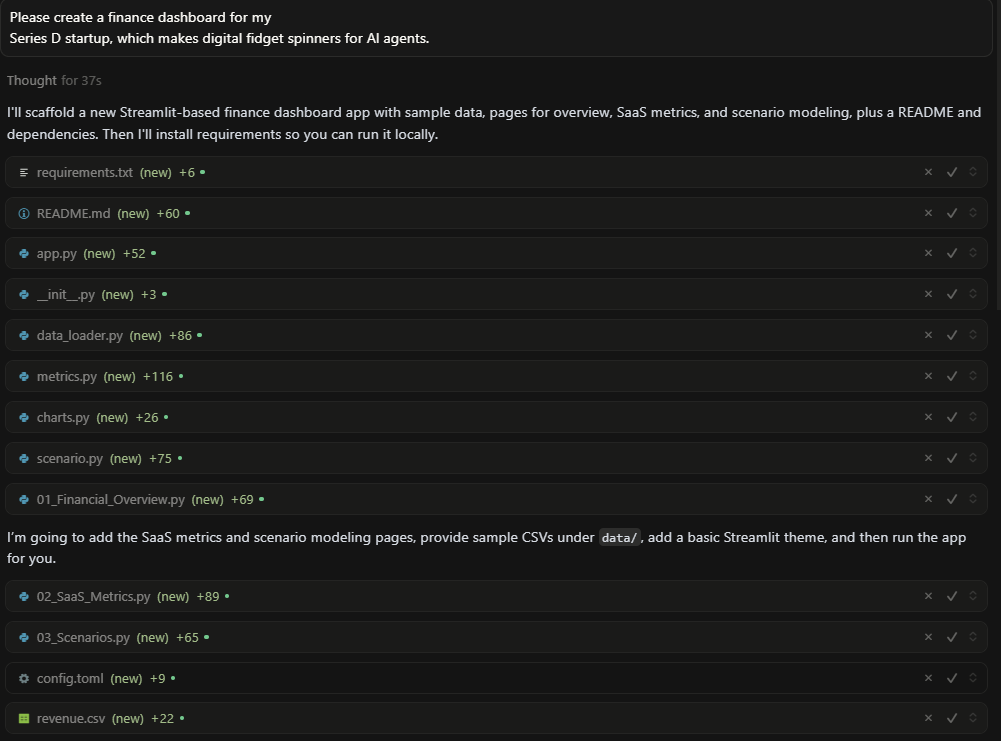 Please create a finance dashboard for my
Series D startup, which makes digital fidget spinners for AI agents.
Thought for 37s
I'll scaffold a new Streamlit-based finance dashboard app with sample data, pages for overview, SaaS metrics, and scenario modeling, plus a README and
dependencies. Then I'll install requirements so you can run it locally.
requirements.txt (new) +6
README.md (new) +60
app.py (new) +52
__init__.py (new) +3
data_loader.py (new) +86
metrics.py (new) +116
charts.py (new) +26
scenario.py (new) +75
01_Financial_Overview.py (new) +69
I'm going to add the SaaS metrics and scenario modeling pages, provide sample CSVs under data/, add a basic Streamlit theme, and then run the app
for you.
02_SaaS_Metrics.py (new) +89
03_Scenarios.py (new) +65
config.toml (new) +9
revenue.csv (new) +22